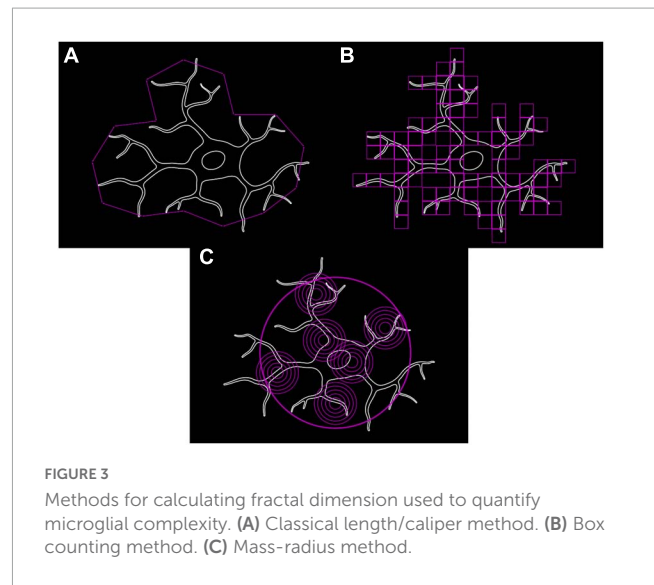 A
B
C
FIGURE 3
Methods for calculating fractal dimension used to quantify
microglial complexity. (A) Classical length/caliper method. (B) Box
counting method. (C) Mass-radius method.